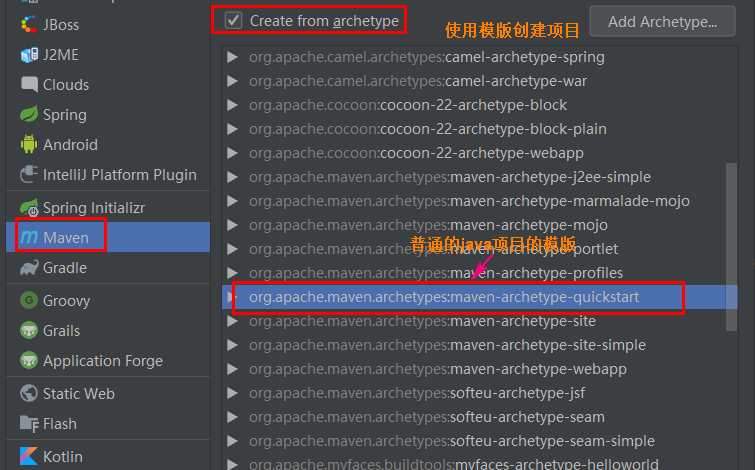 JBoss
J2ME
Clouds
Spring
Android
IntelliJ Platform Plugin
Spring Initializr
Maven
Gradle
Groovy
Grails
Application Forge
Static Web
Flash
Kotlin
Create from archetype
使用模版创建项目
Add Archetype...
org.apache.camel.archetypes:camel-archetype-spring
org.apache.camel.archetypes:camel-archetype-war
org.apache.cocoon:cocoon-22-archetype-block
org.apache.cocoon:cocoon-22-archetype-block-plain
org.apache.cocoon:cocoon-22-archetype-webapp
org.apache.maven.archetypes:maven-archetype-j2ee-simple
org.apache.maven.archetypes:maven-archetype-marmalade-mojo
org.apache.maven.archetypes:maven-archetype-mojo
普通的java项目的模版
org.apache.maven.archetypes:maven-archetype-portlet
org.apache.maven.archetypes:maven-archetype-profiles
org.apache.maven.archetypes:maven-archetype-quickstart
org.apache.maven.archetypes:maven-archetype-site
org.apache.maven.archetypes:maven-archetype-site-simple
org.apache.maven.archetypes:maven-archetype-webapp
org.apache.maven.archetypes:softeu-archetype-jsf
org.apache.maven.archetypes:softeu-archetype-seam
org.apache.maven.archetypes:softeu-archetype-seam-simple
org.apache.myfaces.buildtools:myfaces-archetype-helloworld